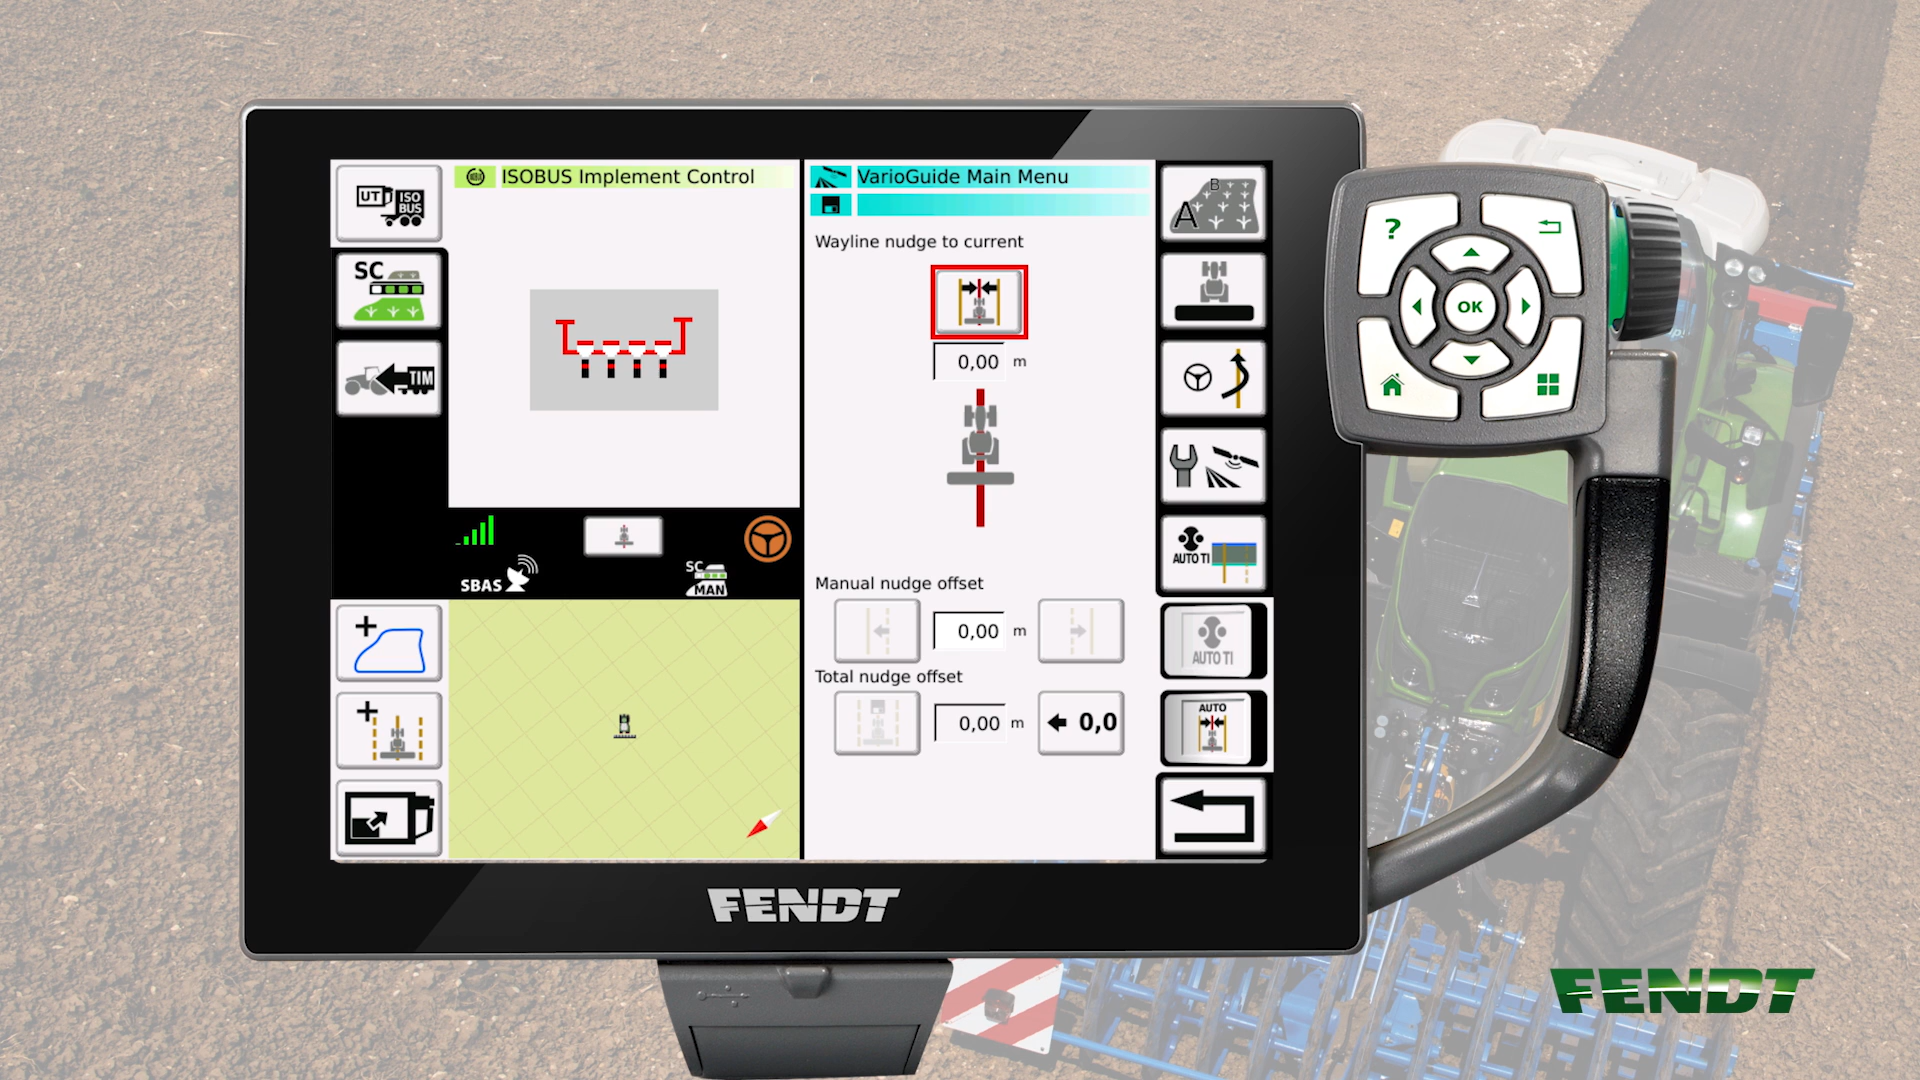 UT
ISO
BUS
ISOBUS Implement Control
SC
TIM
SBAS
SC
MAN
VarioGuide Main Menu
Wayline nudge to current
0,00 m
Manual nudge offset
0,00 m
Total nudge offset
0,00 m
0,0
A
B
AUTO TI
AUTO TI
AUTO
?
OK
FENDT
FENDT